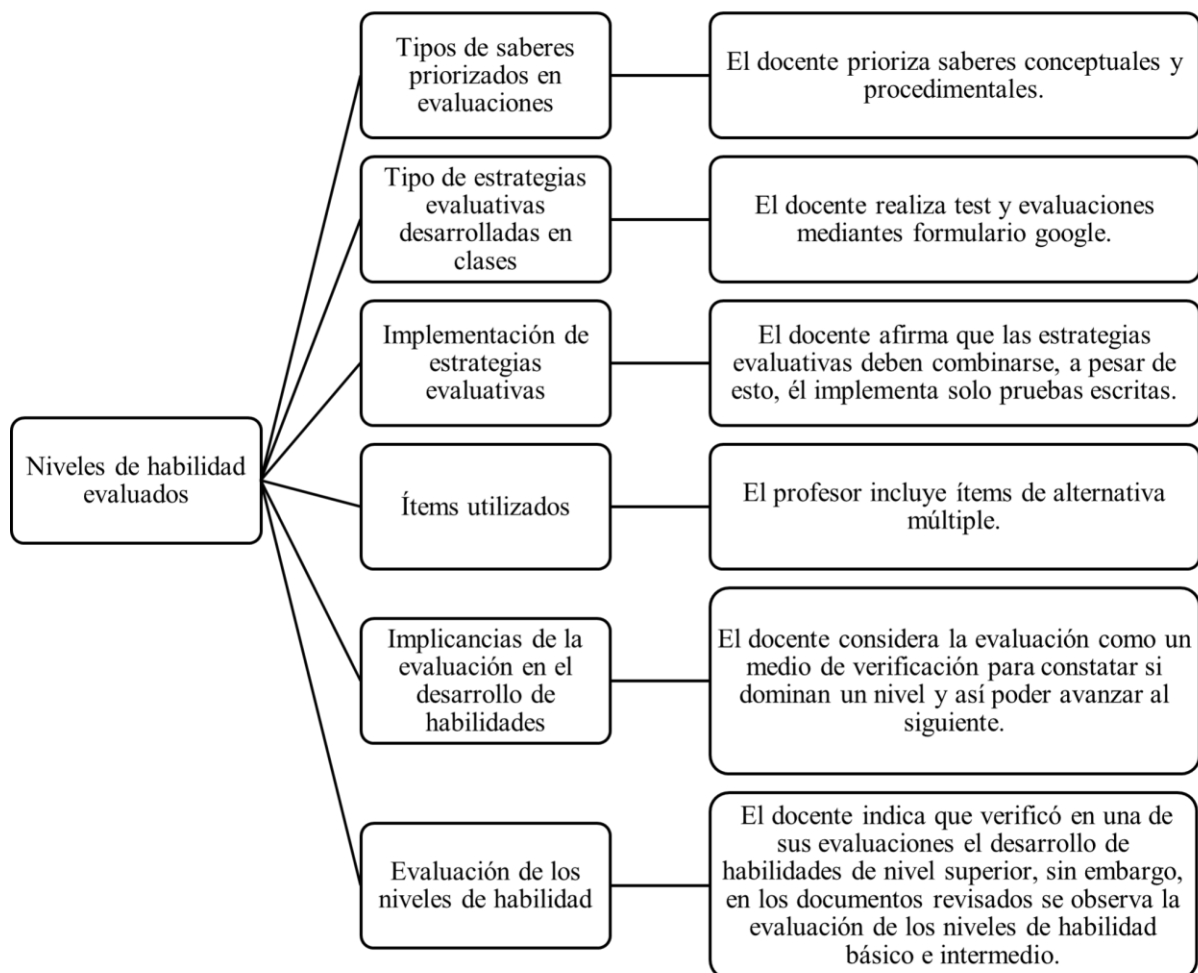 Tipos de saberes
priorizados en
evaluaciones
El docente prioriza saberes conceptuales y
procedimentales.
Tipo de estrategias
evaluativas
desarrolladas en
clases
El docente realiza test y evaluaciones
mediantes formulario google.
Implementación de
estrategias
evaluativas
El docente afirma que las estrategias
evaluativas deben combinarse, a pesar de
esto, él implementa solo pruebas escritas.
Niveles de habilidad
evaluados
Ítems utilizados
El profesor incluye ítems de alternativa
múltiple.
Implicancias de la
evaluación en el
desarrollo de
habilidades
El docente considera la evaluación como un
medio de verificación para constatar si
dominan un nivel y así poder avanzar al
siguiente.
Evaluación de los
niveles de habilidad
El docente indica que verificó en una de
sus evaluaciones el desarrollo de
habilidades de nivel superior, sin embargo,
en los documentos revisados se observa la
evaluación de los niveles de habilidad
básico e intermedio.